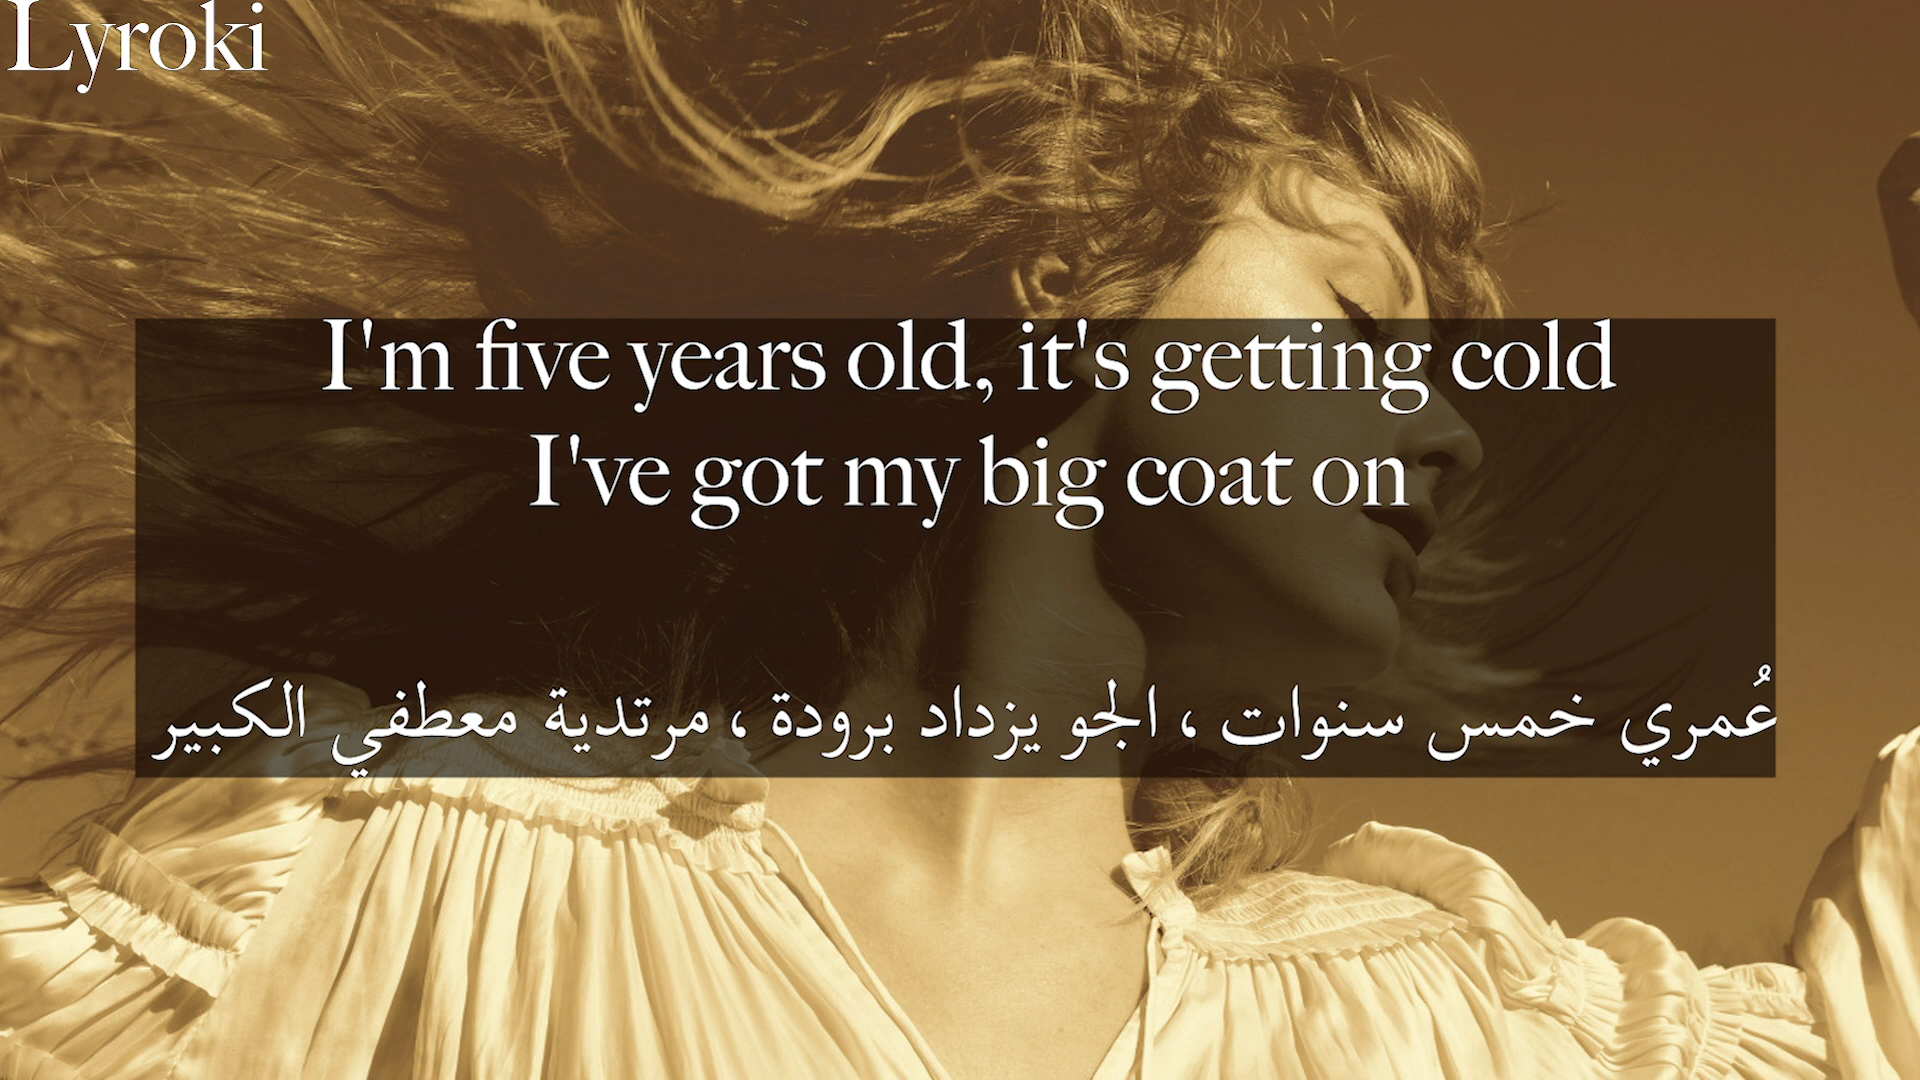 Lyroki
I'm five years old, it's getting cold
I've got my big coat on
عُمري خمس سنوات ، الجو يزداد برودة ، مرتدية معطفي الكبير